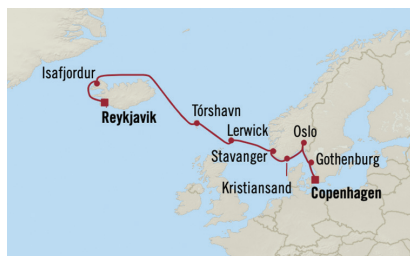 Isafjordur
Reykjavik
Tórshavn
Lerwick
Oslo
Stavanger
Gothenburg
Kristiansand
Copenhagen